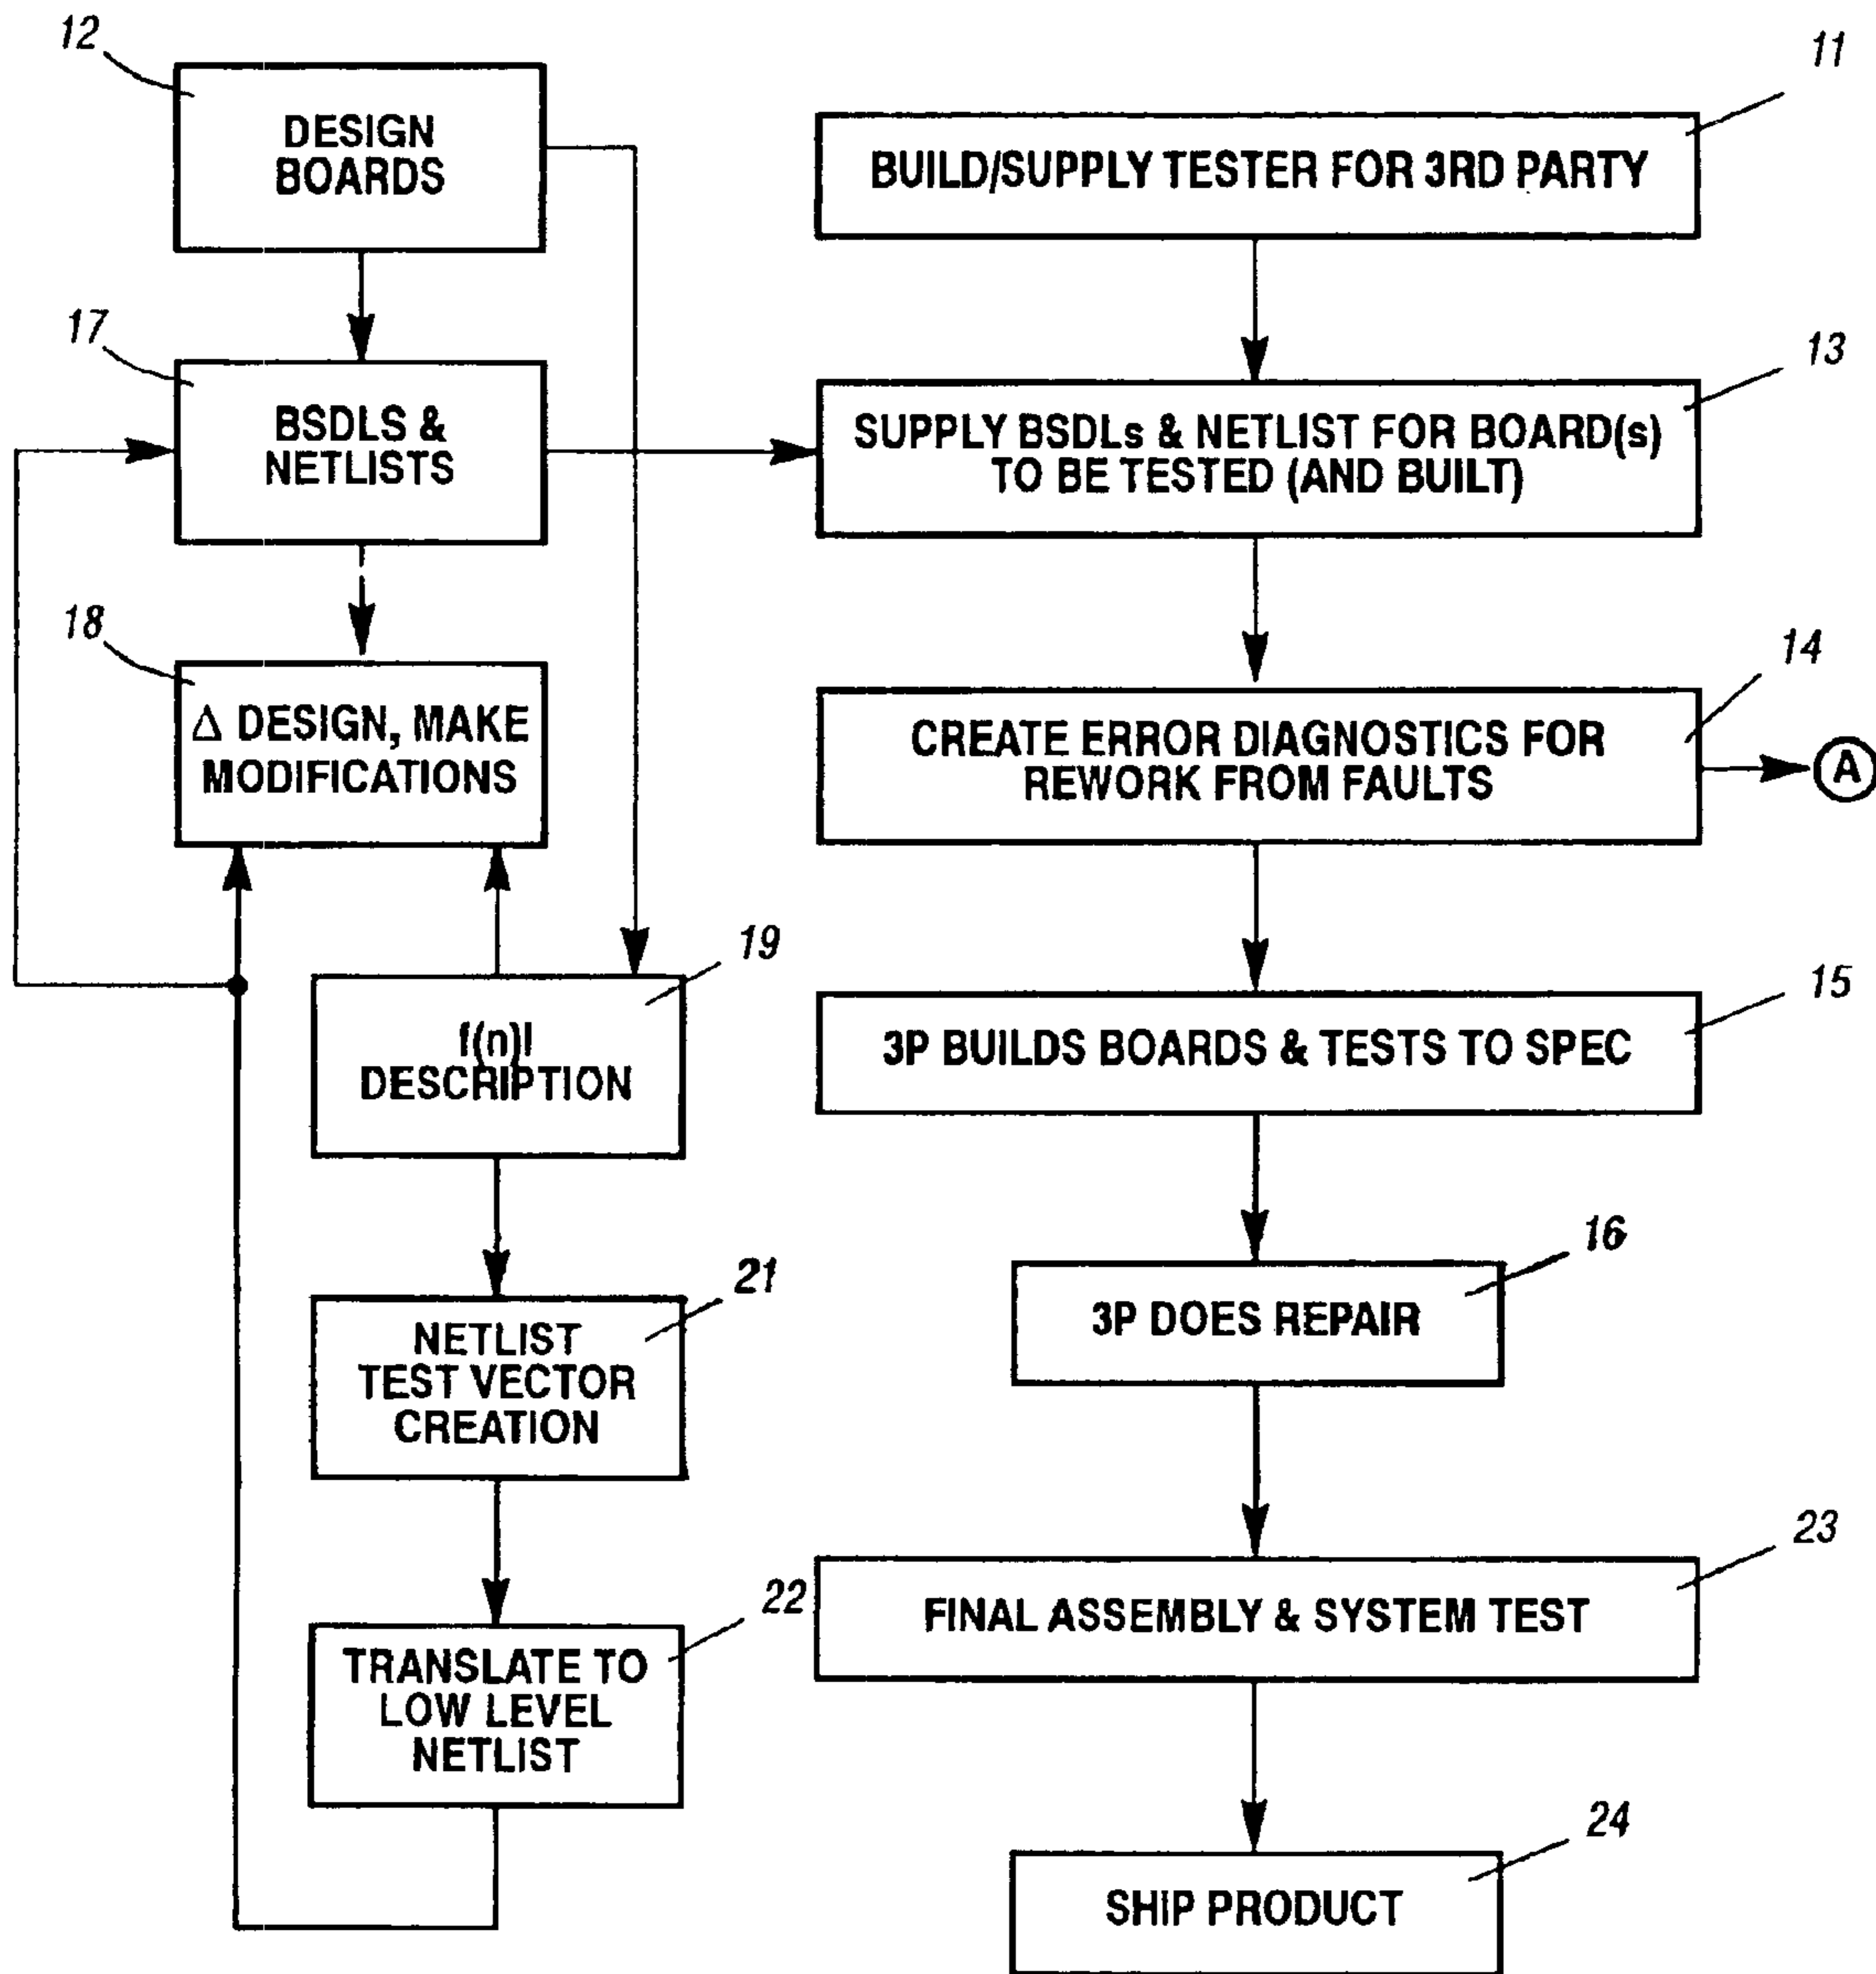 12
DESIGN
BOARDS
11
BUILD/SUPPLY TESTER FOR 3RD PARTY
17
BSDLS &
NETLISTS
13
SUPPLY BSDLs & NETLIST FOR BOARD(s)
TO BE TESTED (AND BUILT)
18
Δ DESIGN, MAKE
MODIFICATIONS
14
CREATE ERROR DIAGNOSTICS FOR
REWORK FROM FAULTS
A
19
f(n)l
DESCRIPTION
15
3P BUILDS BOARDS & TESTS TO SPEC
21
NETLIST
TEST VECTOR
CREATION
16
3P DOES REPAIR
22
TRANSLATE TO
LOW LEVEL
NETLIST
23
FINAL ASSEMBLY & SYSTEM TEST
24
SHIP PRODUCT